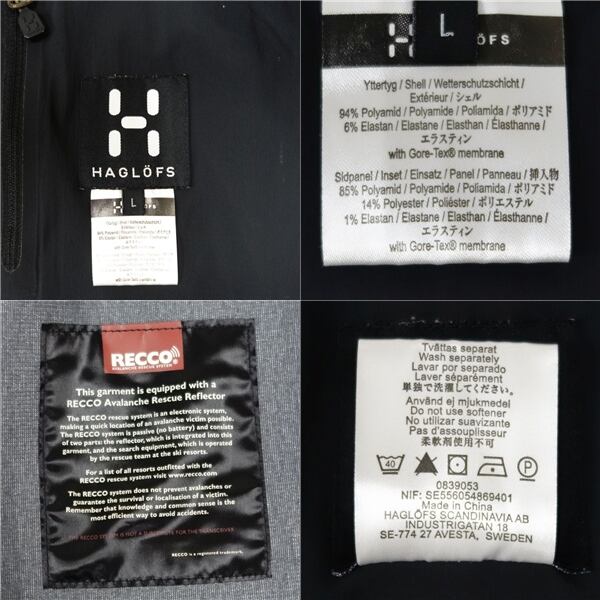 HAGLÖFS
L
HAGLÖFS
L
HAGLÖFS
Yttertyg / Shell / Wetterschutzschicht /
Extérieur / シェル
94% Polyamid / Polyamide / Poliamida / ポリアミド
6% Elastan / Elastane / Elasthan / Élasthanne /
エラスティン
with Gore-Tex® membrane
Sidpanel / Inset / Einsatz / Panel / Panneau / 挿入物
85% Polyamid / Polyamide / Poliamida / ポリアミド
14% Polyester / Poliéster / ポリエステル
1% Elastan / Elastane / Elasthan / Élasthanne /
エラスティン
with Gore-Tex® membrane
RECCO
AVALANCHE RESCUE SYSTEM
This garment is equipped with a
RECCO Avalanche Rescue Reflector
The RECCO rescue system is an electronic system,
making a quick location of an avalanche victim possible.
The RECCO system is passive (no battery) and consists
of two parts: the reflector, which is integrated into this
garment, and the search equipment, which is operated
by the rescue team at the ski resorts.
For a list of all resorts outfitted with the
RECCO rescue system visit www.recco.com.
The RECCO system does not prevent avalanches or
guarantee the survival or localisation of a victim.
Remember that knowledge and common sense is the
most efficient way to avoid accidents.
THE RECCO SYSTEM IS NOT A SUBSTITUTE FOR THE TRANSCEIVER
RECCO is a registered trademark.
Tvättas separat
Wash separately
Lavar por separado
Laver séparément
単独で洗濯してください。
Använd ej mjukmedel
Do not use softener
No utilizar suavizante
Pas d'assouplissant
柔軟剤使用不可
40
P
0839053
NIF: SE556054869401
Made in China
HAGLÖFS SCANDINAVIA AB
INDUSTRIGATAN 18
SE-774 27 AVESTA, SWEDEN